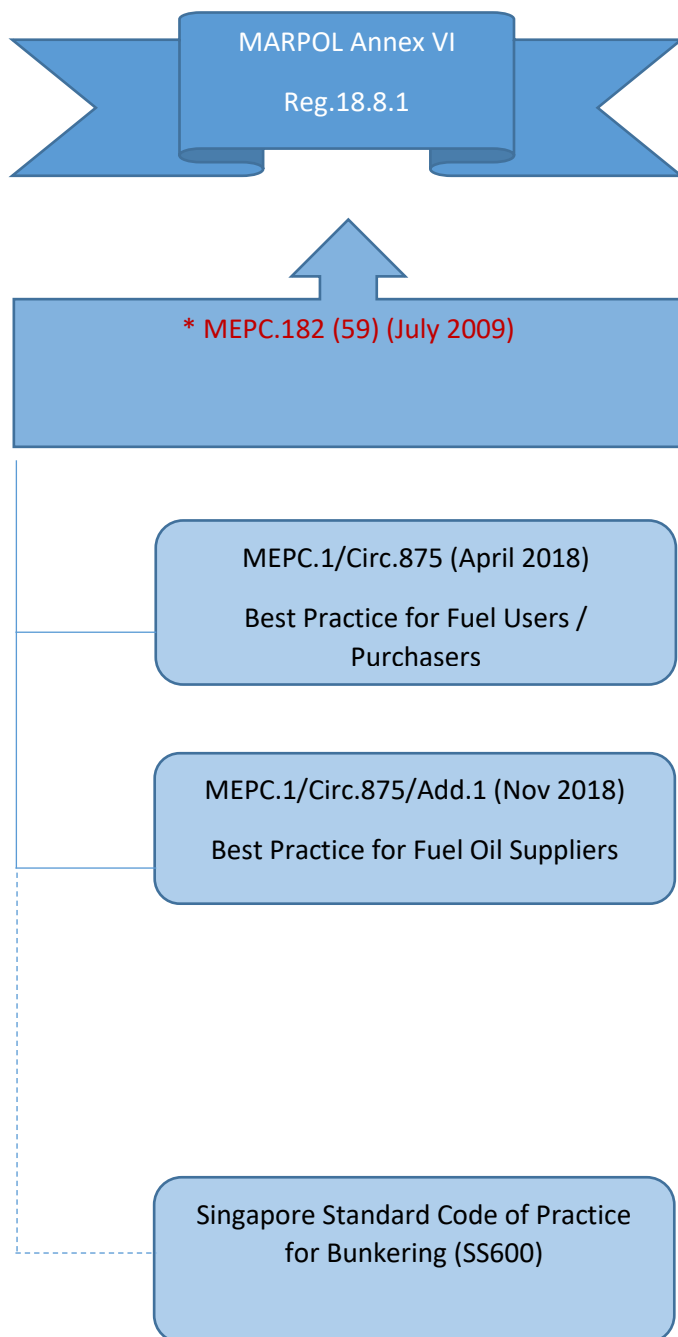 MARPOL Annex VI
Reg.18.8.1
* MEPC.182 (59) (July 2009)
MEPC.1/Circ.875 (April 2018)
Best Practice for Fuel Users /
Purchasers
MEPC.1/Circ.875/Add.1 (Nov 2018)
Best Practice for Fuel Oil Suppliers
Singapore Standard Code of Practice
for Bunkering (SS600)